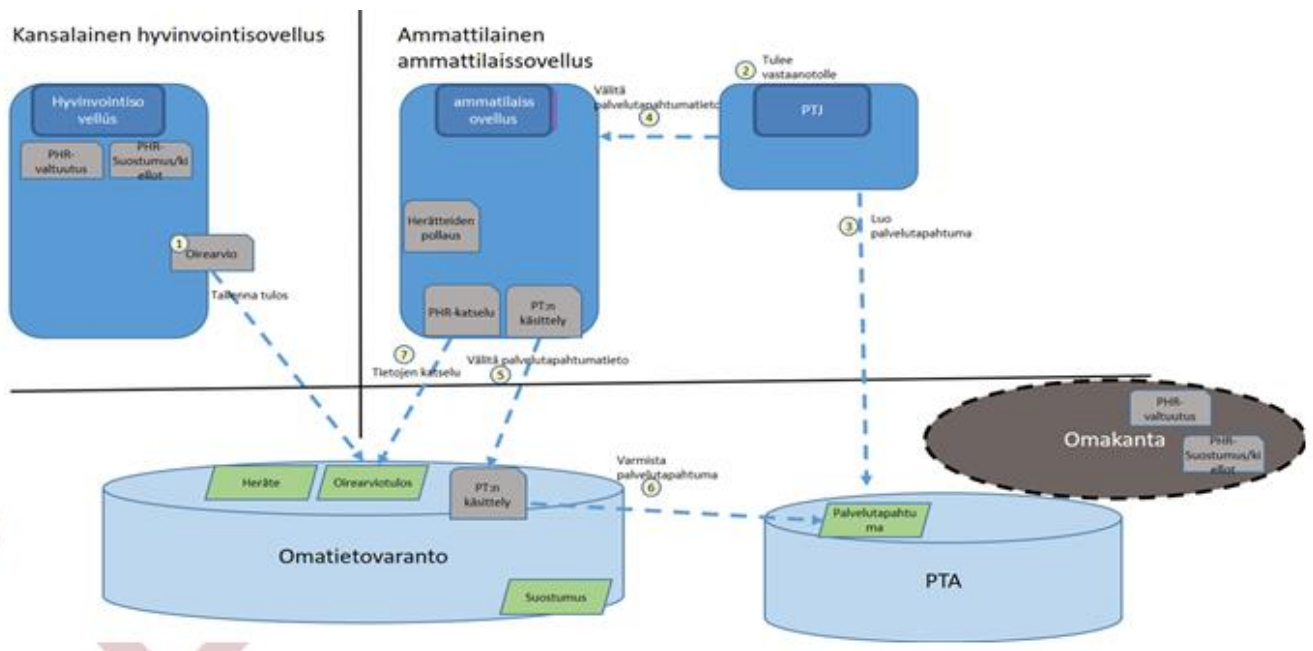 Kansalainen hyvinvointisovellus
Ammattilainen
ammattilaissovellus
Hyvinvointiso
vellus
PHR-
valtuutus
PHR-
Suostumus/ki
ellot
1
Oirearvio
Tallenna tulos
ammatilaiss
ovellus
Herätteiden
pollaus
PHR-katselu
PT:n
käsittely
Välitä
palvelutapahtumatieto
4
2
Tulee
vastaanotolle
PTJ
3
Luo
palvelutapahtuma
7
Tietojen katselu
Välitä palvelutapahtumatieto
5
Omakanta
PHR-
valtuutus
PHR-
Suostumus/ki
ellot
Heräte
Oirearviotulos
PT:n
käsittely
Varmista
palvelutapahtuma
6
Palvelutapahtu
ma
Omatietovaranto
Suostumus
PTA